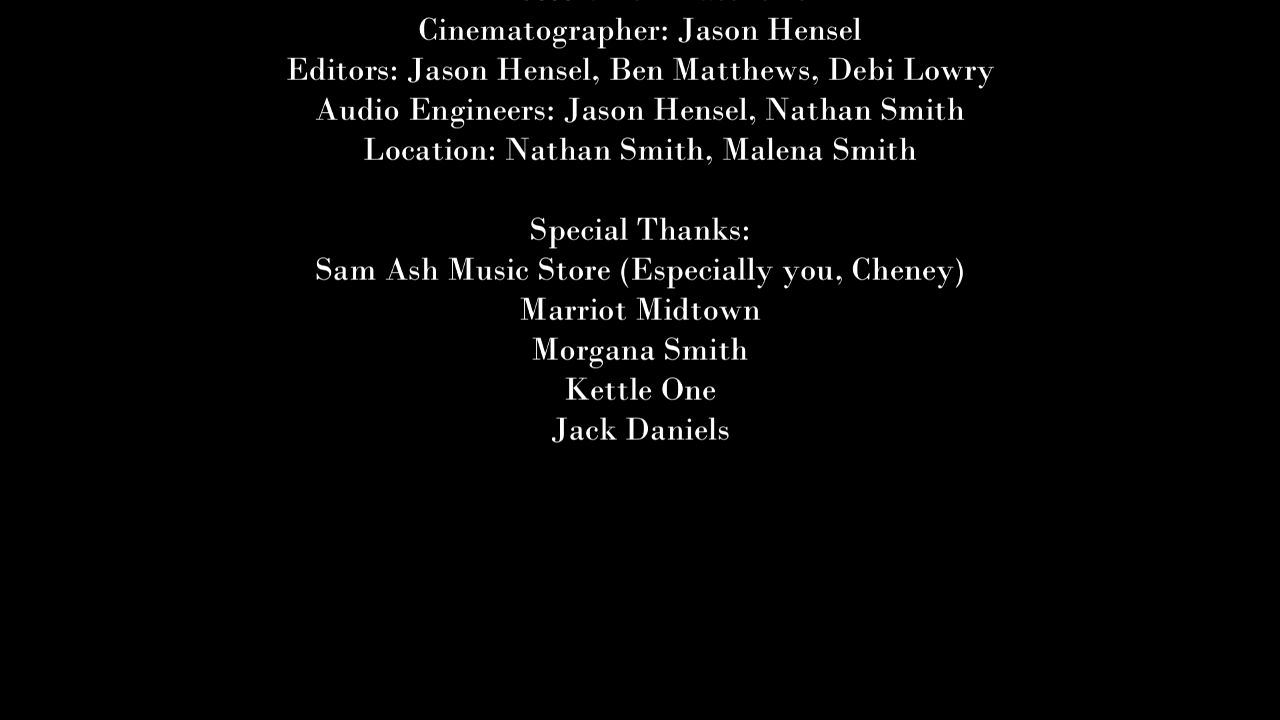 Cinematographer: Jason Hensel
Editors: Jason Hensel, Ben Matthews, Debi Lowry
Audio Engineers: Jason Hensel, Nathan Smith
Location: Nathan Smith, Malena Smith
Special Thanks:
Sam Ash Music Store (Especially you, Cheney)
Marriot Midtown
Morgana Smith
Kettle One
Jack Daniels